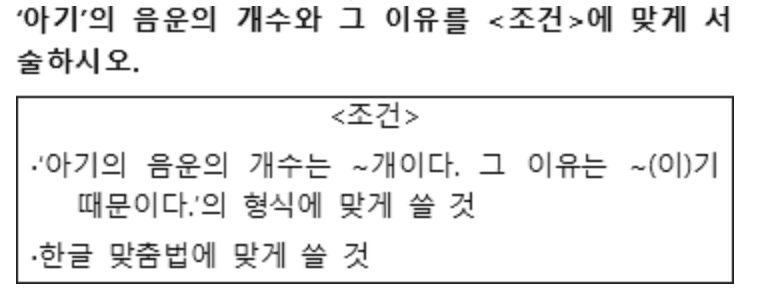 ‘아기’의 음운의 개수와 그 이유를 <조건>에 맞게 서
술하시오.
<조건>
·‘아기의 음운의 개수는 ~개이다. 그 이유는 ~(이)기
때문이다.’의 형식에 맞게 쓸 것
·한글 맞춤법에 맞게 쓸 것